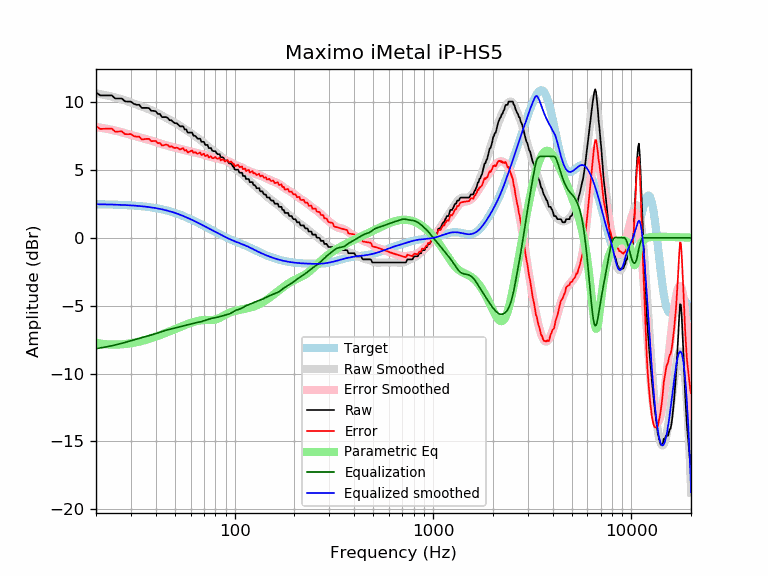 Maximo iMetal iP-HS5
Amplitude (dBr)
10
5
0
−5
−10
−15
−20
100
1000
10000
Frequency (Hz)
Target
Raw Smoothed
Error Smoothed
Raw
Error
Parametric Eq
Equalization
Equalized smoothed